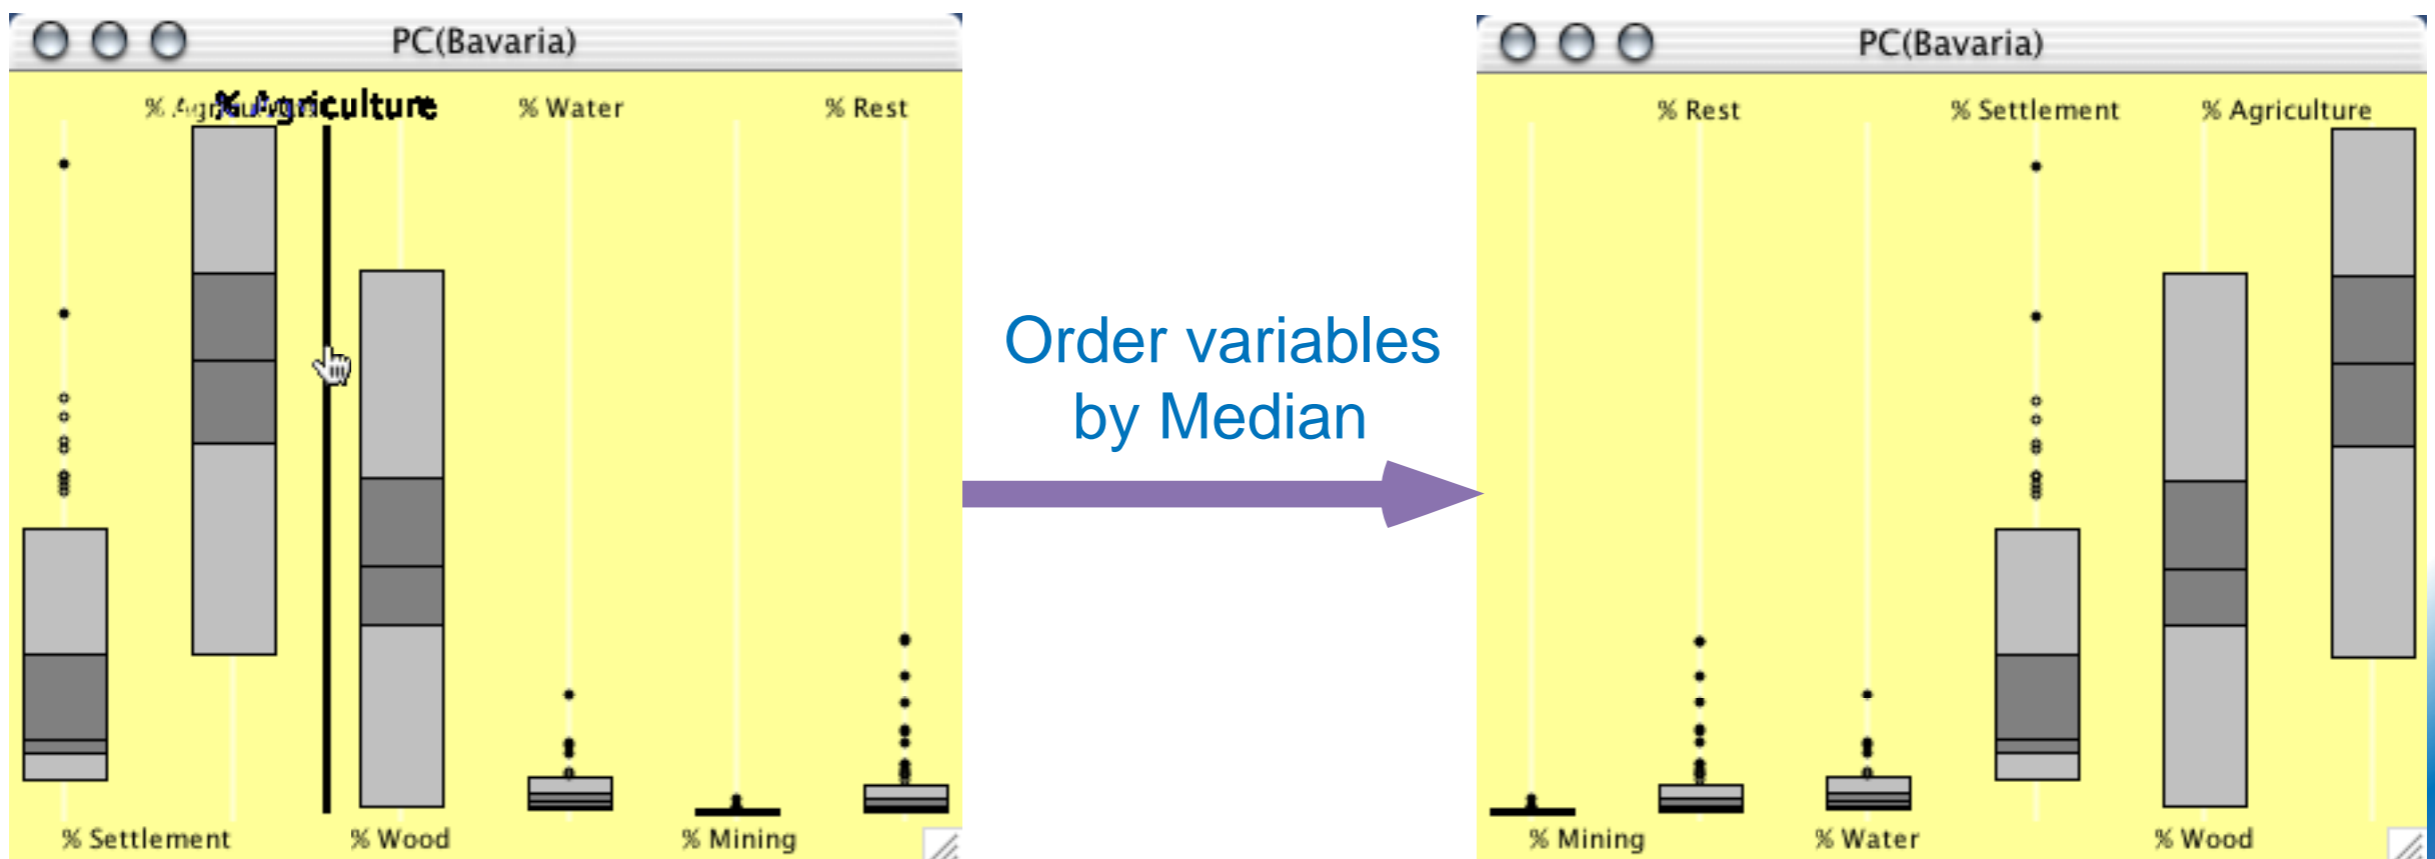 PC(Bavaria)
% Agriculture
% Water
% Rest
% Settlement
% Wood
% Mining
Order variables
by Median
PC(Bavaria)
% Rest
% Settlement
% Agriculture
% Mining
% Water
% Wood